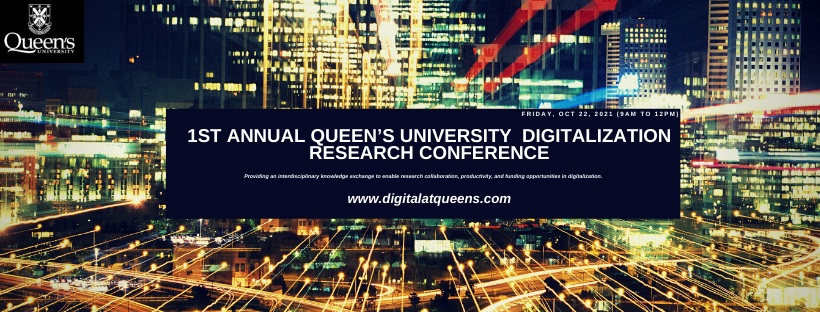 Queen's
UNIVERSITY
FRIDAY, OCT 22, 2021 (9AM TO 12PM)
1ST ANNUAL QUEEN'S UNIVERSITY DIGITALIZATION
RESEARCH CONFERENCE
Providing an interdisciplinary knowledge exchange to enable research collaboration, productivity, and funding opportunities in digitalization.
www.digitalatqueens.com